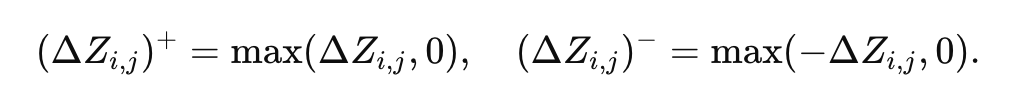 (ΔZ_{i,j})^+ = max(ΔZ_{i,j}, 0), (ΔZ_{i,j})^− = max(−ΔZ_{i,j}, 0).